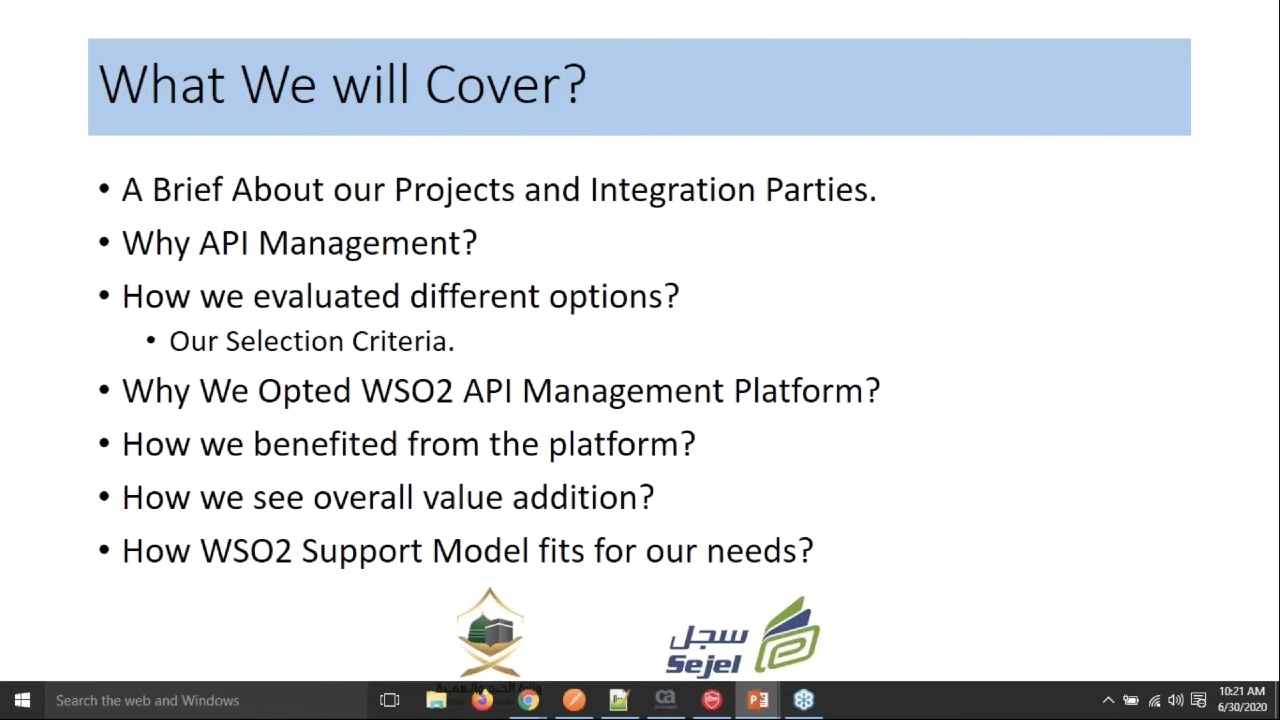 What We will Cover?
• A Brief About our Projects and Integration Parties.
• Why API Management?
• How we evaluated different options?
• Our Selection Criteria.
• Why We Opted WSO2 API Management Platform?
• How we benefited from the platform?
• How we see overall value addition?
• How WSO2 Support Model fits for our needs?
سجل
Sejel
Search the web and Windows
ca
10:21 AM
6/30/2020